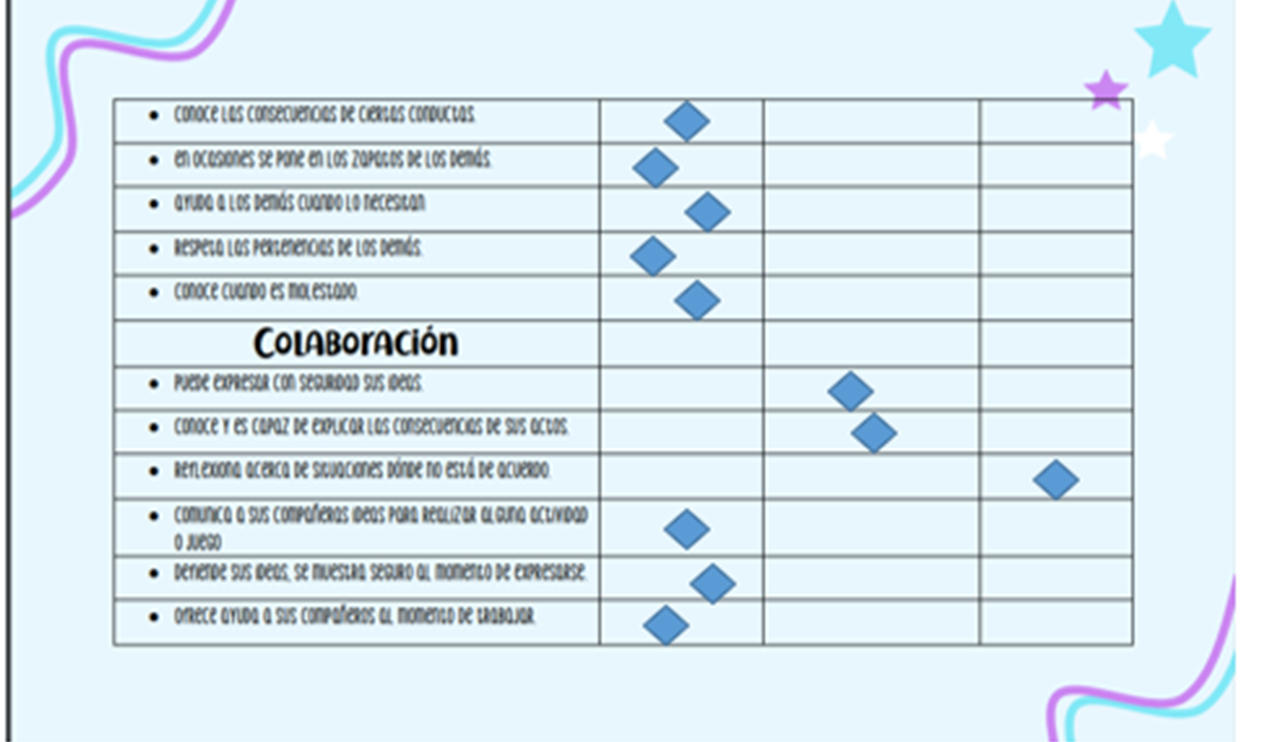 • CONOCE LAS CONSECUENCIAS DE CIERTAS CONDUCTAS.
• EN OCASIONES SE PONE EN LOS ZAPATOS DE LOS DEMÁS.
• AYUDA A LOS DEMÁS CUANDO LO NECESITAN
• RESPETA LAS PERTENENCIAS DE LOS DEMÁS.
• CONOCE CUANDO ES MOLESTADO.
COLABORACIÓN
• PUEDE EXPRESAR CON SEGURIDAD SUS IDEAS.
• CONOCE Y ES CAPAZ DE EXPLICAR LAS CONSECUENCIAS DE SUS ACTOS.
• REFLEXIONA ACERCA DE SITUACIONES DÓNDE NO ESTÁ DE ACUERDO.
• COMUNICA A SUS COMPAÑEROS IDEAS PARA REALIZAR ALGUNA ACTIVIDAD
O JUEGO
• DEFIENDE SUS IDEAS, SE MUESTRA SEGURO AL MOMENTO DE EXPRESARSE.
• OFRECE AYUDA A SUS COMPAÑEROS AL MOMENTO DE TRABAJAR.